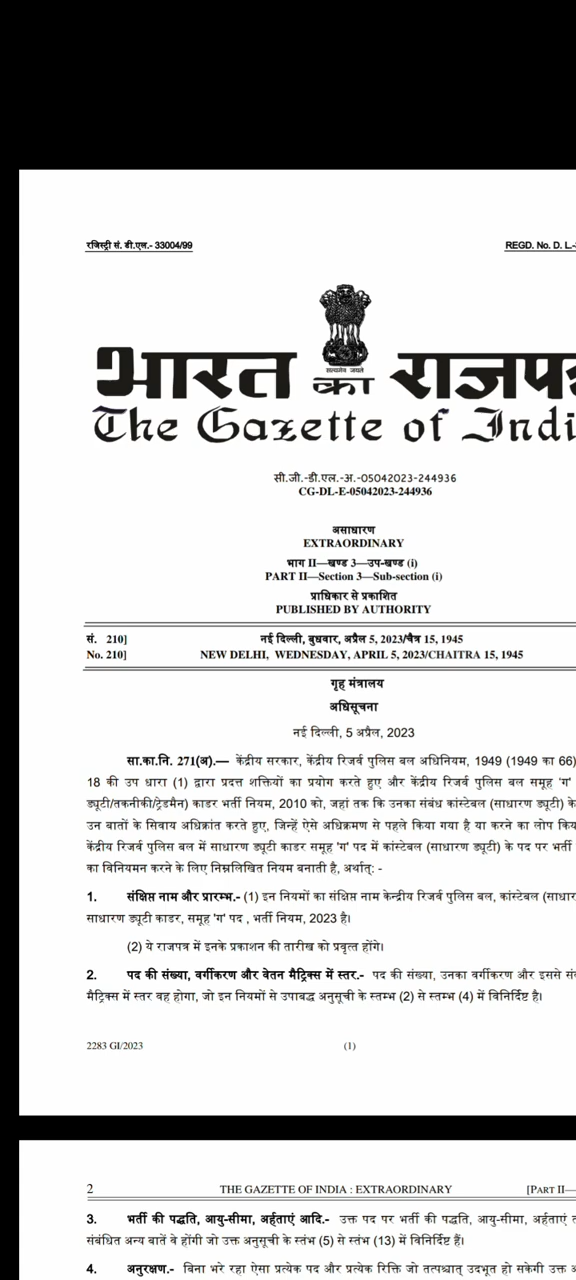 रजिस्ट्री सं. डी.एल.- 33004/99
REGD. No. D. L.-
सत्यमेव जयते
भारत का राजपत्र
The Gazette of Indi
सी.जी.-डी.एल.-अ.-05042023-244936
CG-DL-E-05042023-244936
असाधारण
EXTRAORDINARY
भाग II—खण्ड 3—उप-खण्ड (i)
PART II—Section 3—Sub-section (i)
प्राधिकार से प्रकाशित
PUBLISHED BY AUTHORITY
सं. 210]
नई दिल्ली, बुधवार, अप्रैल 5, 2023/चैत्र 15, 1945
No. 210]
NEW DELHI, WEDNESDAY, APRIL 5, 2023/CHAITRA 15, 1945
गृह मंत्रालय
अधिसूचना
नई दिल्ली, 5 अप्रैल, 2023
सा.का.नि. 271(अ).— केंद्रीय सरकार, केंद्रीय रिजर्व पुलिस बल अधिनियम, 1949 (1949 का 66)
18 की उप धारा (1) द्वारा प्रदत्त शक्तियों का प्रयोग करते हुए और केंद्रीय रिजर्व पुलिस बल समूह 'ग'
ड्यूटी/तकनीकी/ट्रेडमैन) काडर भर्ती नियम, 2010 को, जहां तक कि उनका संबंध कांस्टेबल (साधारण ड्यूटी) के
उन बातों के सिवाय अधिक्रांत करते हुए, जिन्हें ऐसे अधिक्रमण से पहले किया गया है या करने का लोप किय
केंद्रीय रिजर्व पुलिस बल में साधारण ड्यूटी काडर समूह 'ग' पद में कांस्टेबल (साधारण ड्यूटी) के पद पर भर्ती
का विनियमन करने के लिए निम्नलिखित नियम बनाती है, अर्थात्: -
1. संक्षिप्त नाम और प्रारम्भ.- (1) इन नियमों का संक्षिप्त नाम केन्द्रीय रिजर्व पुलिस बल, कांस्टेबल (साधार
साधारण ड्यूटी काडर, समूह 'ग' पद , भर्ती नियम, 2023 है।
(2) ये राजपत्र में इनके प्रकाशन की तारीख को प्रवृत्त होंगे।
2. पद की संख्या, वर्गीकरण और वेतन मैट्रिक्स में स्तर.- पद की संख्या, उनका वर्गीकरण और इससे सं
मैट्रिक्स में स्तर वह होगा, जो इन नियमों से उपाबद्ध अनुसूची के स्तम्भ (2) से स्तम्भ (4) में विनिर्दिष्ट है।
2283 GI/2023
(1)
2
THE GAZETTE OF INDIA : EXTRAORDINARY
[PART II—
3. भर्ती की पद्धति, आयु-सीमा, अर्हताएं आदि.- उक्त पद पर भर्ती की पद्धति, आयु-सीमा, अर्हताएं त
संबंधित अन्य बातें वे होंगी जो उक्त अनुसूची के स्तंभ (5) से स्तंभ (13) में विनिर्दिष्ट हैं।
4. अनुरक्षण.- बिना भरे रहा ऐसा प्रत्येक पद और प्रत्येक रिक्ति जो तत्पश्चात् उदभूत हो सकेगी उक्त अ